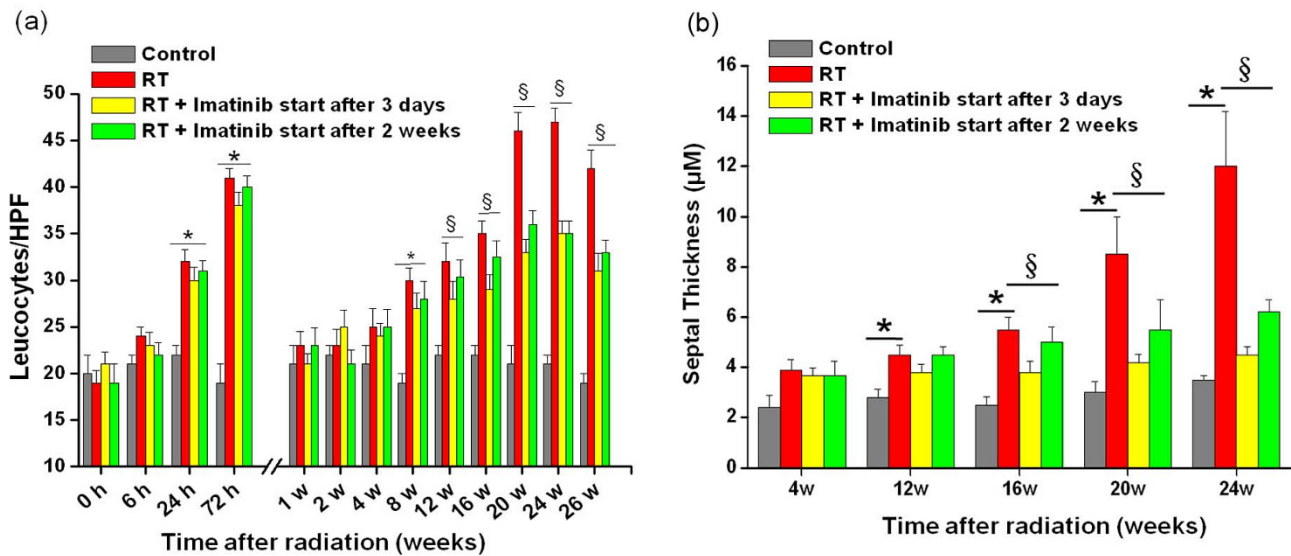 (a)
Control
RT
RT + Imatinib start after 3 days
RT + Imatinib start after 2 weeks
Leucocytes/HPF
50
45
40
35
30
25
20
15
10
* * * § § § § §
0 h 6 h 24 h 72 h 1 w 2 w 4 w 8 w 12 w 16 w 20 w 24 w 26 w
Time after radiation (weeks)
(b)
Control
RT
RT + Imatinib start after 3 days
RT + Imatinib start after 2 weeks
Septal Thickness (µM)
16
14
12
10
8
6
4
2
0
* * § * § * §
4w 12w 16w 20w 24w
Time after radiation (weeks)